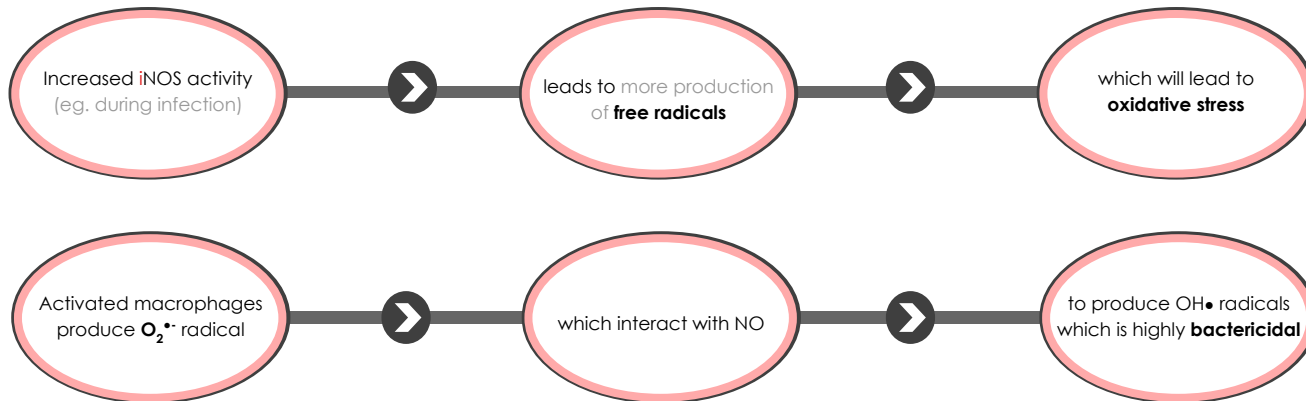 Increased iNOS activity
(eg. during infection)
leads to more production
of free radicals
which will lead to
oxidative stress
Activated macrophages
produce O₂•- radical
which interact with NO
to produce OH● radicals
which is highly bactericidal